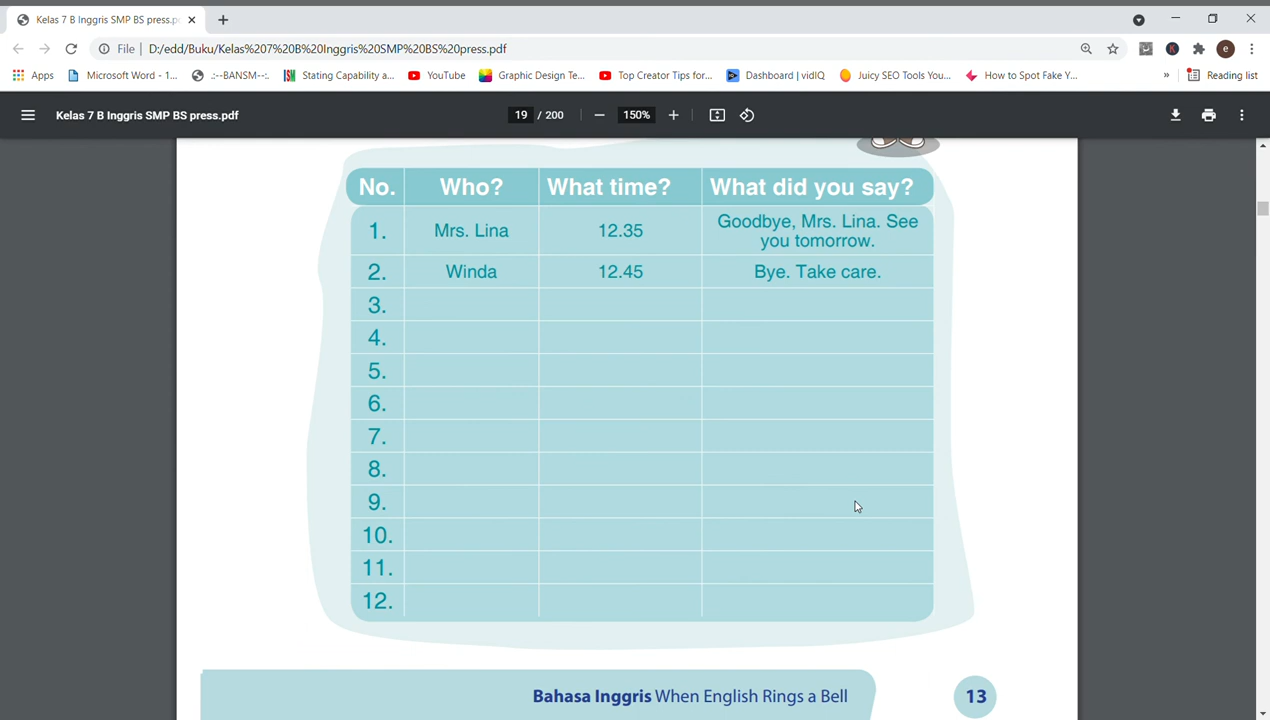 Kelas 7 B Inggris SMP BS press.p
File D:/edd/Buku/Kelas%207%20B%20Inggris%20SMP%20BS%20press.pdf
Apps Microsoft Word - 1... .:--BANSM--:. Stating Capability a... YouTube Graphic Design Te... Top Creator Tips for... Dashboard | vidIQ Juicy SEO Tools You... How to Spot Fake Y... » Reading list
Kelas 7 B Inggris SMP BS press.pdf 19 / 200 150%
No. Who? What time? What did you say?
1. Mrs. Lina 12.35 Goodbye, Mrs. Lina. See
you tomorrow.
2. Winda 12.45 Bye. Take care.
3.
4.
5.
6.
7.
8.
9.
10.
11.
12.
Bahasa Inggris When English Rings a Bell 13